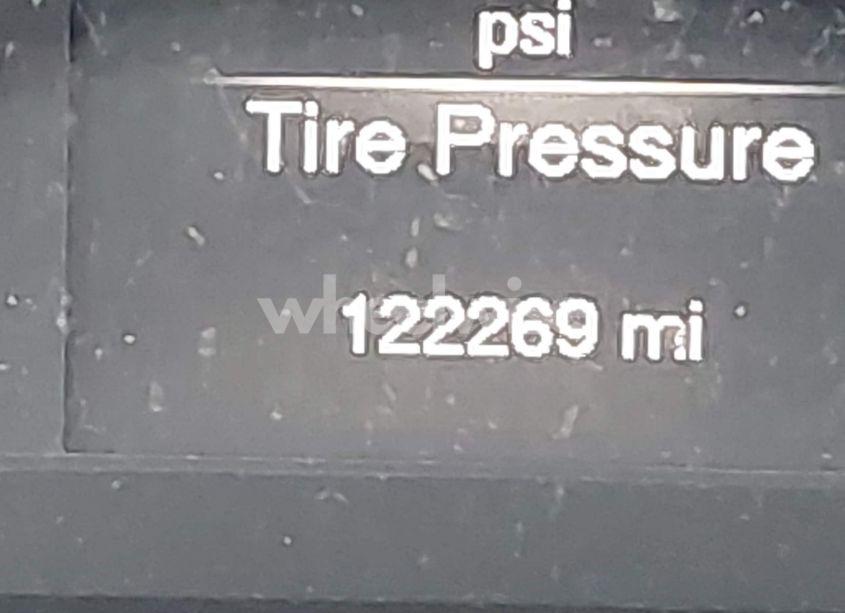 psi
Tire Pressure
122269 mi